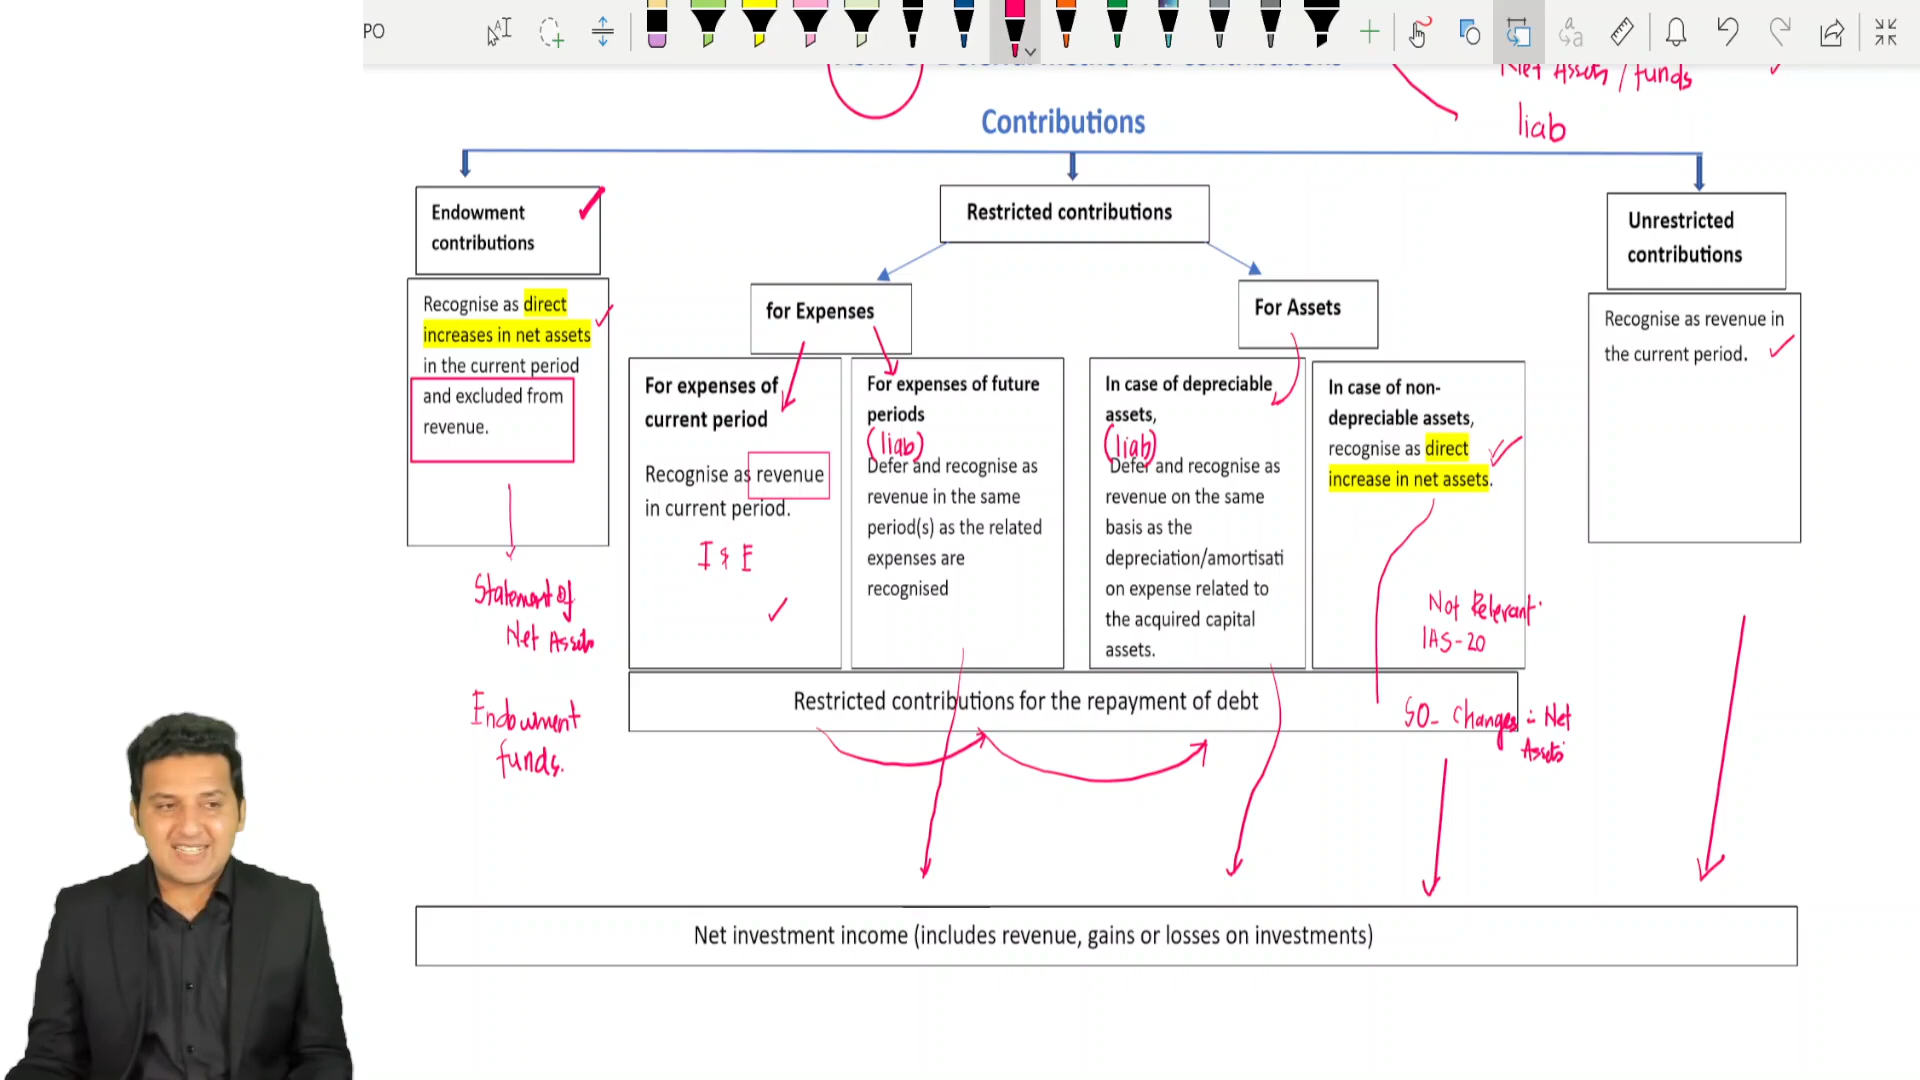 PO
Net Assets / funds
liab
Contributions
Endowment
contributions
Recognise as direct
increases in net assets
in the current period
and excluded from
revenue.
Statement Of
Net Assets
Endowment
funds.
Restricted contributions
for Expenses
For expenses of
current period
Recognise as revenue
in current period.
I & E
For expenses of future
periods
(liab)
Defer and recognise as
revenue in the same
period(s) as the related
expenses are
recognised
For Assets
In case of depreciable
assets,
(liab)
Defer and recognise as
revenue on the same
basis as the
depreciation/amortisati
on expense related to
the acquired capital
assets.
In case of non-
depreciable assets,
recognise as direct
increase in net assets.
Not Relevant
IAS-20
SO- Changes in Net
Assets
Restricted contributions for the repayment of debt
Unrestricted
contributions
Recognise as revenue in
the current period.
Net investment income (includes revenue, gains or losses on investments)